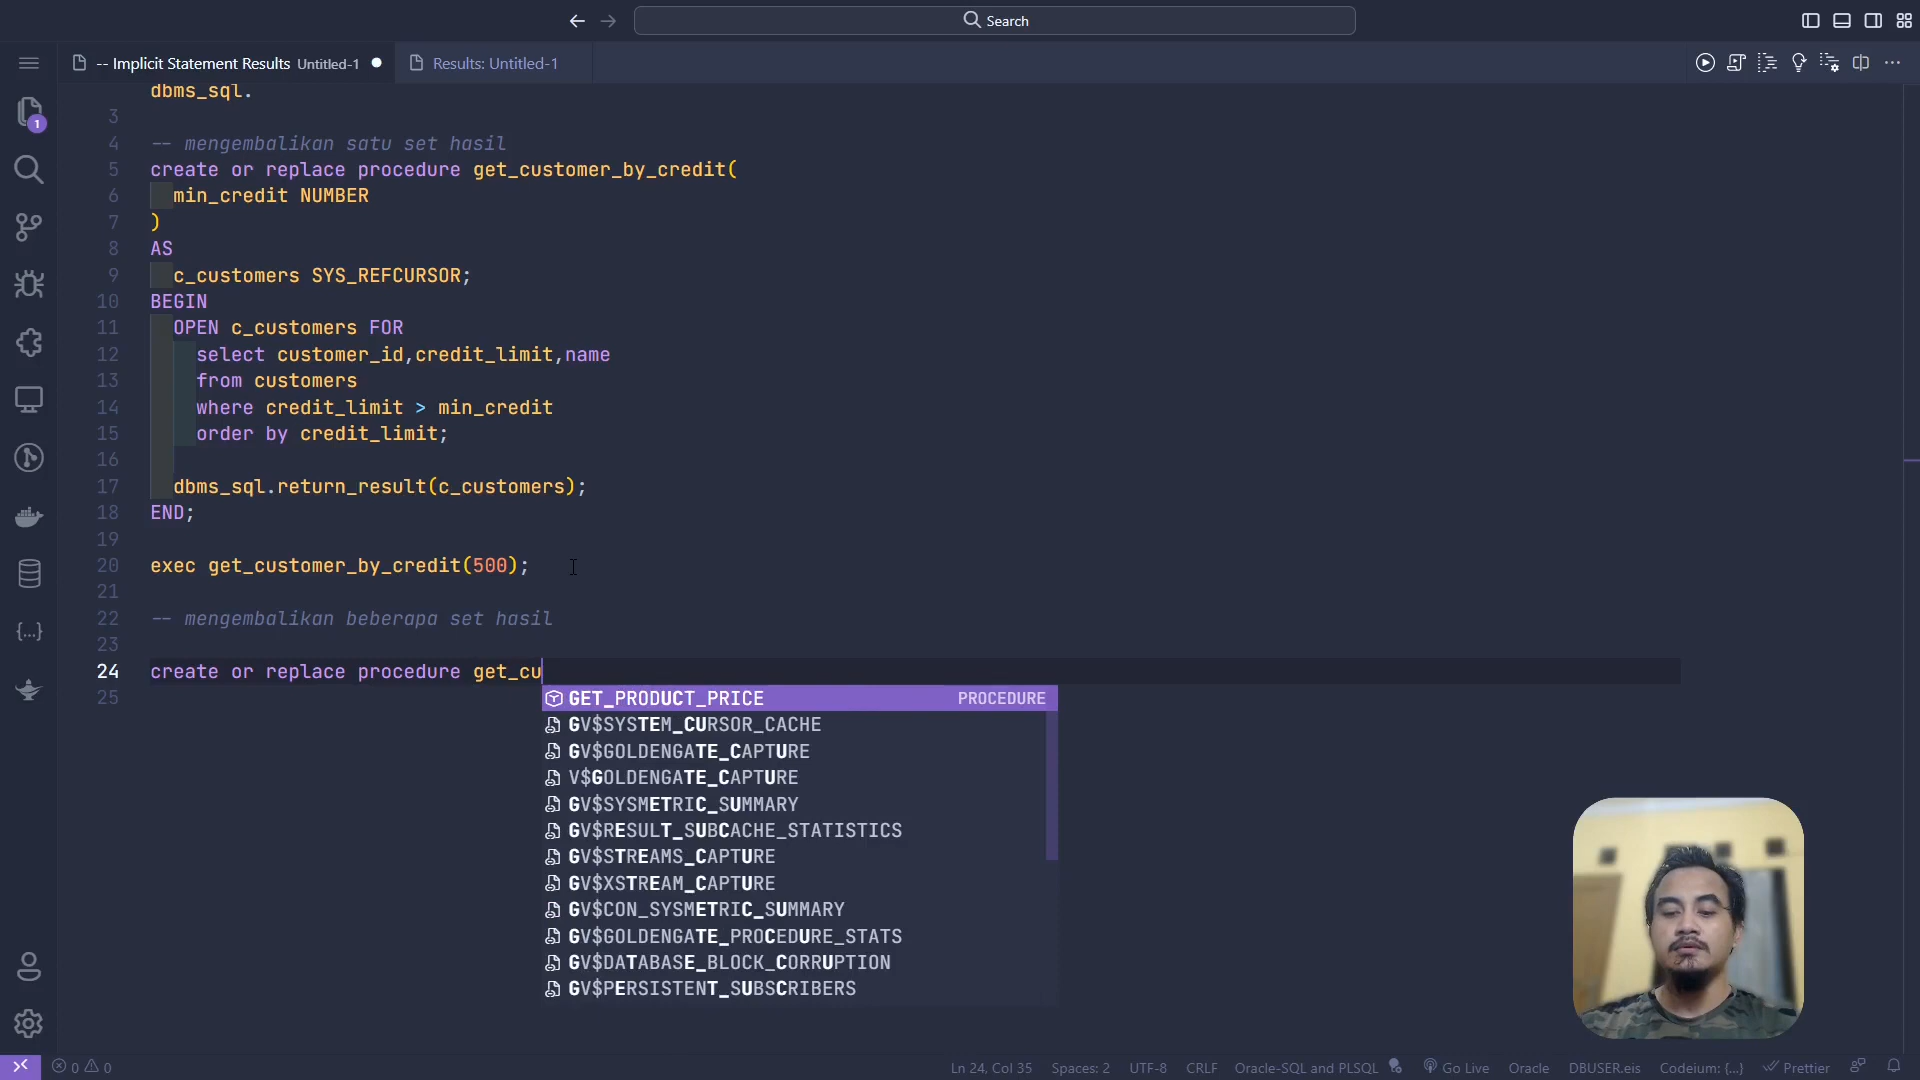 Search
-- Implicit Statement Results Untitled-1
Results: Untitled-1
1
dbms_sql.
3
4 -- mengembalikan satu set hasil
5 create or replace procedure get_customer_by_credit(
6 min_credit NUMBER
7 )
8 AS
9 c_customers SYS_REFCURSOR;
10 BEGIN
11 OPEN c_customers FOR
12 select customer_id,credit_limit,name
13 from customers
14 where credit_limit > min_credit
15 order by credit_limit;
16
17 dbms_sql.return_result(c_customers);
18 END;
19
20 exec get_customer_by_credit(500);
21
22 -- mengembalikan beberapa set hasil
23
24 create or replace procedure get_cu
25
GET_PRODUCT_PRICE PROCEDURE
GV$SYSTEM_CURSOR_CACHE
GV$GOLDENGATE_CAPTURE
V$GOLDENGATE_CAPTURE
GV$SYSMETRIC_SUMMARY
GV$RESULT_SUBCACHE_STATISTICS
GV$STREAMS_CAPTURE
GV$XSTREAM_CAPTURE
GV$CON_SYSMETRIC_SUMMARY
GV$GOLDENGATE_PROCEDURE_STATS
GV$DATABASE_BLOCK_CORRUPTION
GV$PERSISTENT_SUBSCRIBERS
0 0 Ln 24, Col 35 Spaces: 2 UTF-8 CRLF Oracle-SQL and PLSQL Go Live Oracle DBUSER.eis Codeium: {...} Prettier